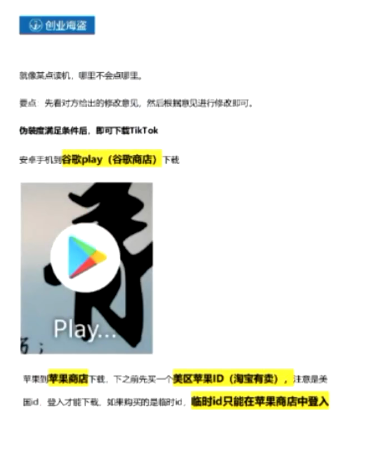 创业海盗
就像某点读机，哪里不会点哪里。
要点 先看对方给出的修改意见，然后根据意见进行修改即可。
伪装度满足条件后，即可下载TikTok
安卓手机到谷歌play（谷歌商店）下载
Play...
苹果到苹果商店下载，下之前先买一个美区苹果ID（淘宝有卖），注意是美
国id，登入才能下载，如果购买的是临时id，临时id只能在苹果商店中登入